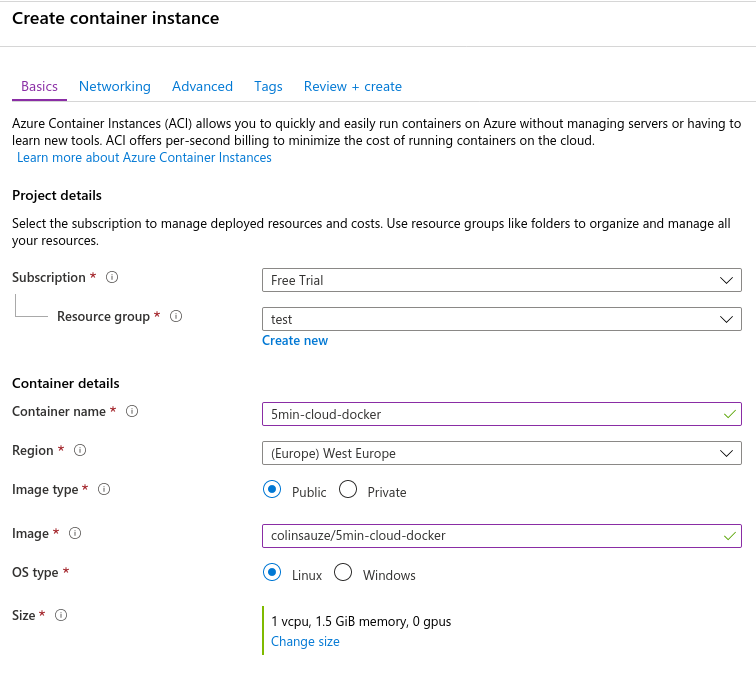 Create container instance
Basics Networking Advanced Tags Review + create
Azure Container Instances (ACI) allows you to quickly and easily run containers on Azure without managing servers or having to
learn new tools. ACI offers per-second billing to minimize the cost of running containers on the cloud.
Learn more about Azure Container Instances
Project details
Select the subscription to manage deployed resources and costs. Use resource groups like folders to organize and manage all
your resources.
Subscription * Free Trial
Resource group * test
Create new
Container details
Container name * 5min-cloud-docker
Region * (Europe) West Europe
Image type * Public Private
Image * colinsauze/5min-cloud-docker
OS type * Linux Windows
Size * 1 vcpu, 1.5 GiB memory, 0 gpus
Change size